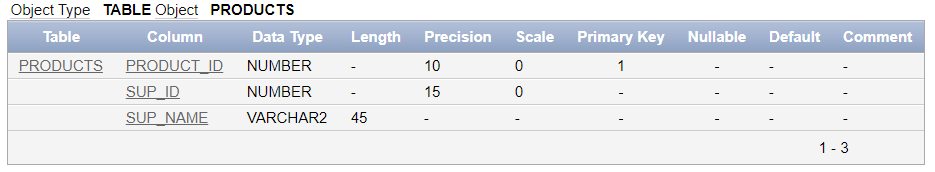 Object Type TABLE Object PRODUCTS
Table Column Data Type Length Precision Scale Primary Key Nullable Default Comment
PRODUCTS PRODUCT_ID NUMBER - 10 0 1 - - -
SUP_ID NUMBER - 15 0 - - - -
SUP_NAME VARCHAR2 45 - - - - - -
1 - 3